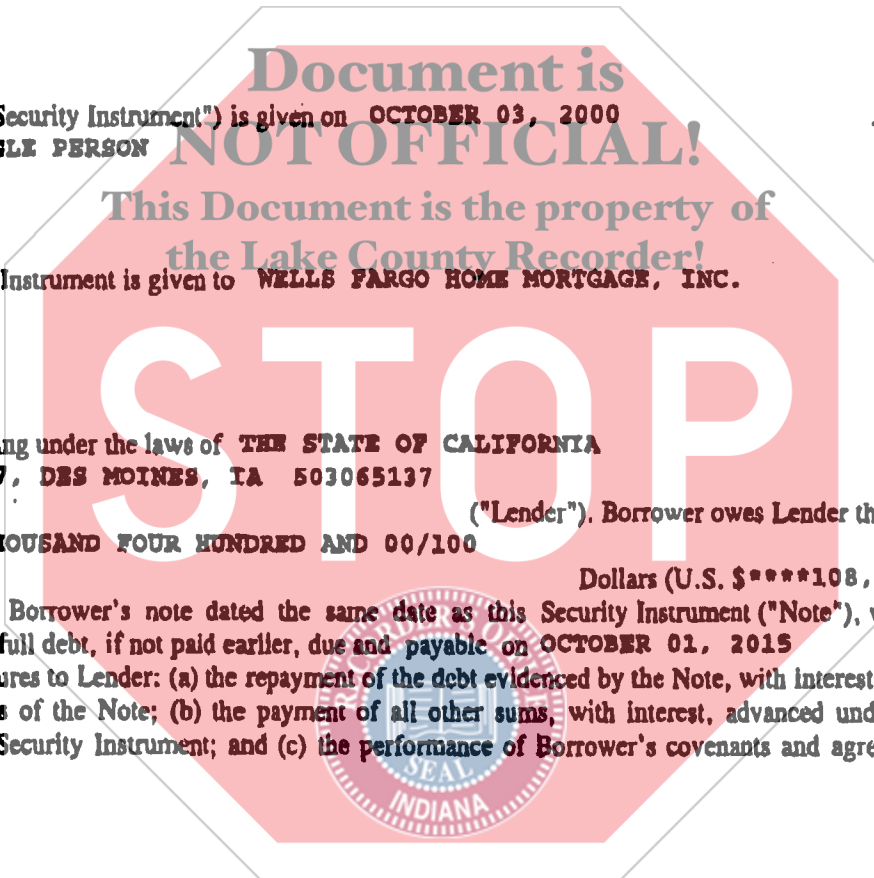 Document is
Security Instrument") is given on OCTOBER 03, 2000
GLE PERSON
NOT OFFICIAL!
This Document is the property of
the Lake County Recorder!
Instrument is given to WELLS FARGO HOME MORTGAGE, INC.
STOP
ng under the laws of THE STATE OF CALIFORNIA
7, DES MOINES, IA 503065137
("Lender"). Borrower owes Lender th
OUSAND FOUR HUNDRED AND 00/100
Dollars (U.S. $****108,
Borrower's note dated the same date as this Security Instrument ("Note"),
full debt, if not paid earlier, due and payable on OCTOBER 01, 2015
ures to Lender: (a) the repayment of the debt evidenced by the Note, with interest
s of the Note; (b) the payment of all other sums, with interest, advanced und
Security Instrument; and (c) the performance of Borrower's covenants and agre
RECORDER'S OF
SEAL
INDIANA